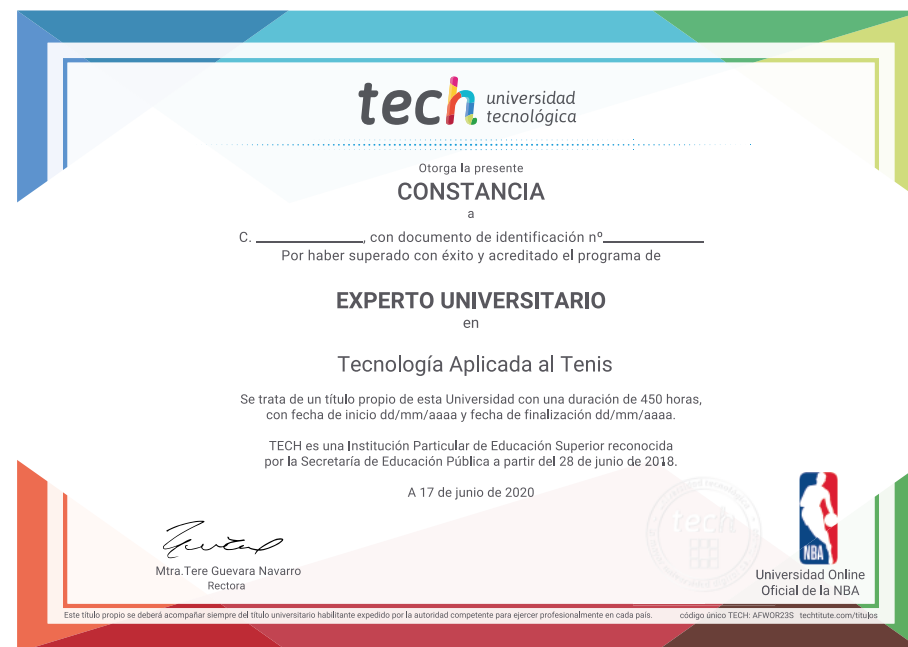 tech universidad
tecnológica
Otorga la presente
CONSTANCIA
a
C. ____________, con documento de identificación nº____________
Por haber superado con éxito y acreditado el programa de
EXPERTO UNIVERSITARIO
en
Tecnología Aplicada al Tenis
Se trata de un título propio de esta Universidad con una duración de 450 horas,
con fecha de inicio dd/mm/aaaa y fecha de finalización dd/mm/aaaa.
TECH es una Institución Particular de Educación Superior reconocida
por la Secretaría de Educación Pública a partir del 28 de junio de 2018.
A 17 de junio de 2020
tech
NBA
Mtra.Tere Guevara Navarro
Rectora
Universidad Online
Oficial de la NBA
Este título propio se deberá acompañar siempre del título universitario habilitante expedido por la autoridad competente para ejercer profesionalmente en cada país. código único TECH: AFWOR23S techtitute.com/titulos